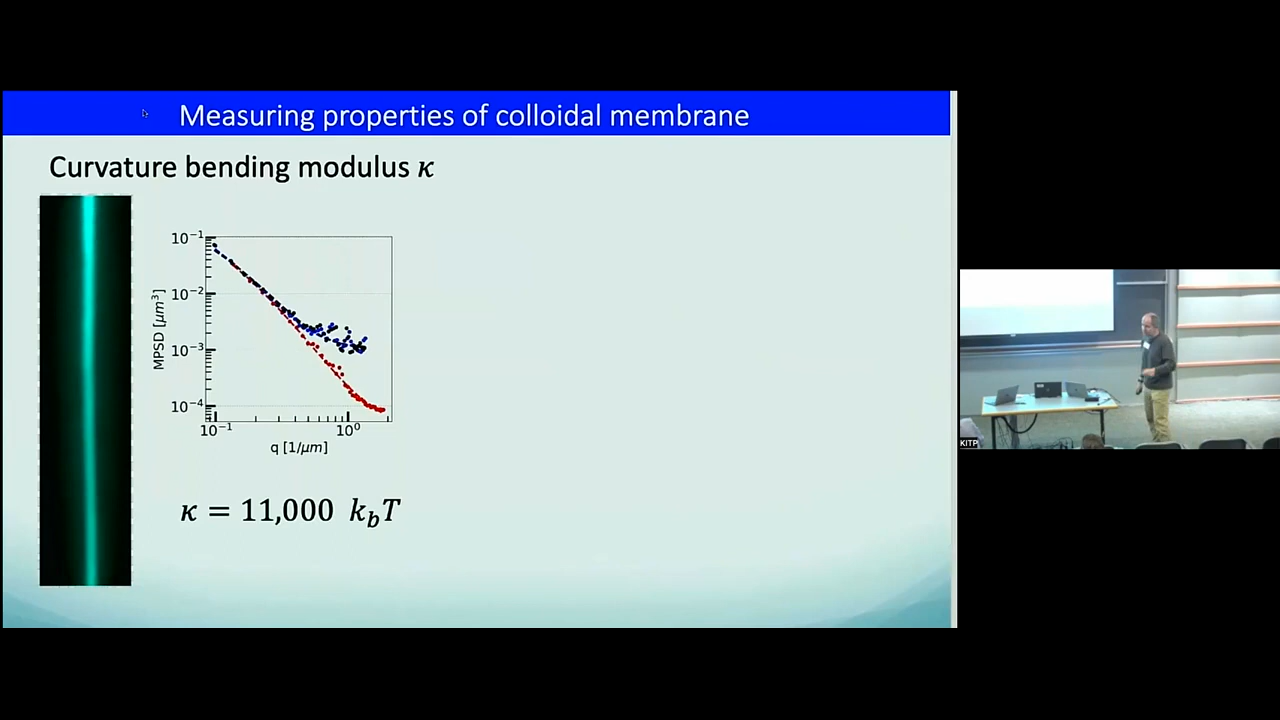 Measuring properties of colloidal membrane
Curvature bending modulus κ
10⁻¹
10⁻²
10⁻³
10⁻⁴
MPSD [μm³]
10⁻¹ 10⁰
q [1/μm]
κ = 11,000 k_bT
KITP